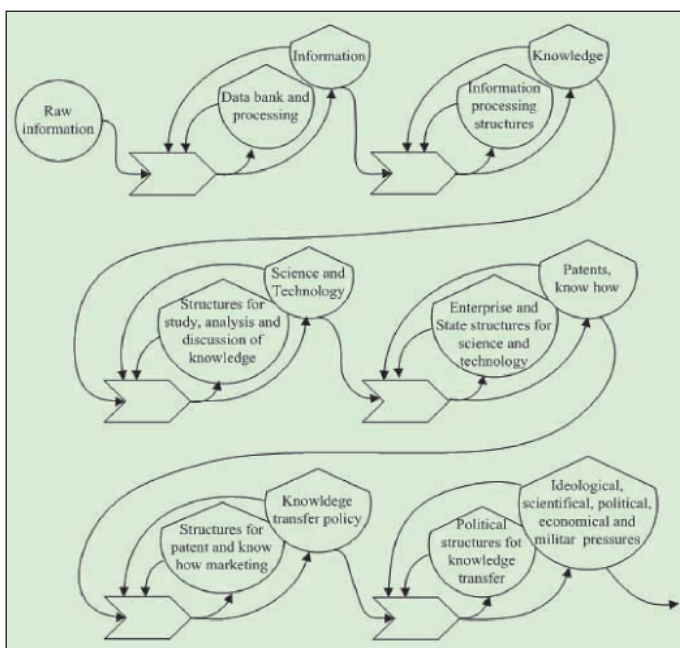 Raw
information
Information
Data bank and
processing
Knowledge
Information
processing
structures
Science and
Technology
Structures for
study, analysis and
discussion of
knowledge
Patents,
know how
Enterprise and
State structures for
science and
technology
Knowldege
transfer policy
Structures for
patent and know
how marketing
Ideological,
scientifical, political,
economical and
militar pressures
Political
structures fot
knowledge
transfer